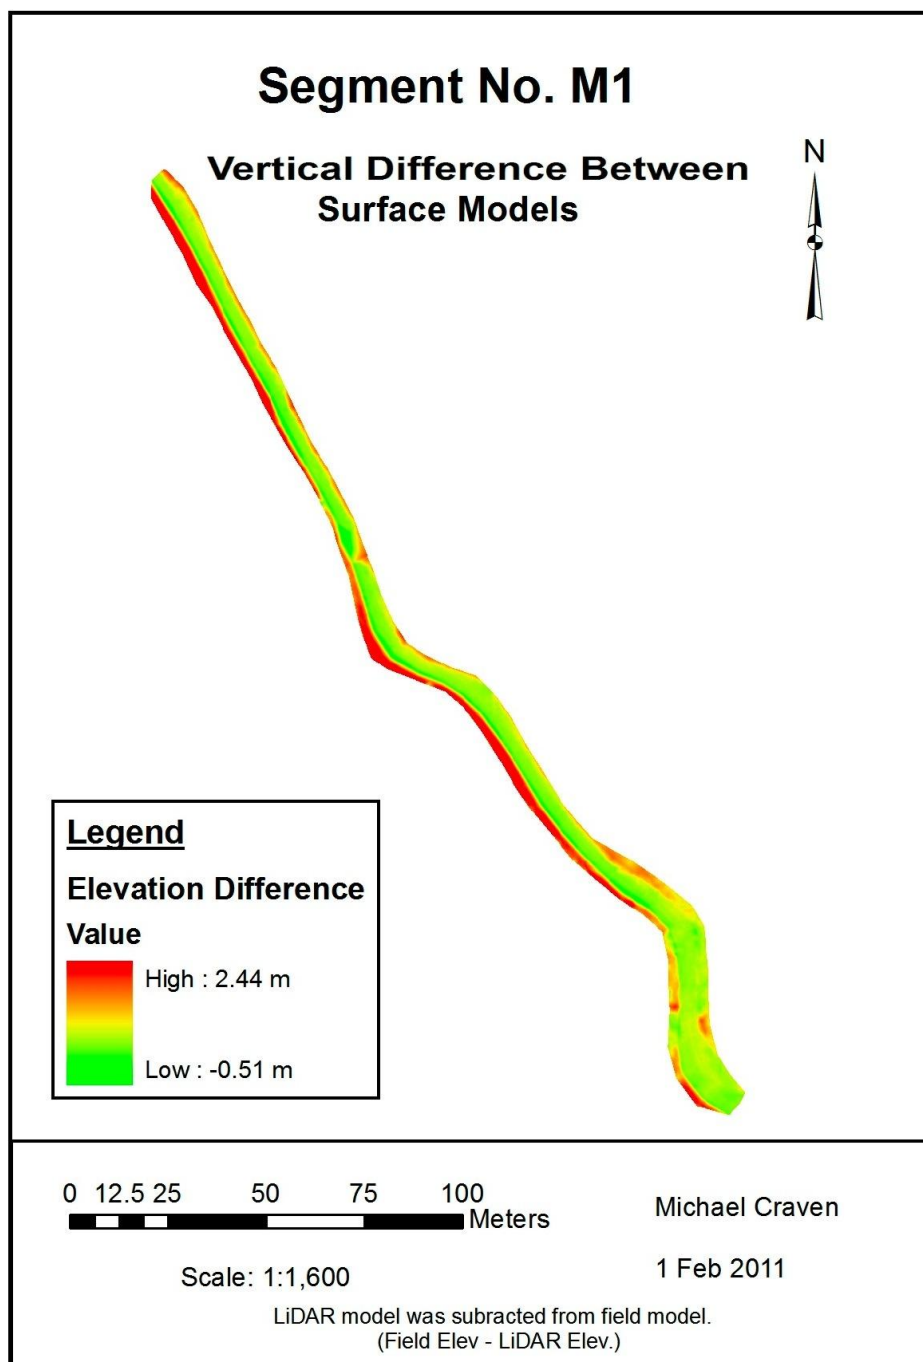 Segment No. M1
Vertical Difference Between
Surface Models
N
Legend
Elevation Difference
Value
High : 2.44 m
Low : -0.51 m
0 12.5 25 50 75 100
Meters
Scale: 1:1,600
Michael Craven
1 Feb 2011
LiDAR model was subracted from field model.
(Field Elev - LiDAR Elev.)